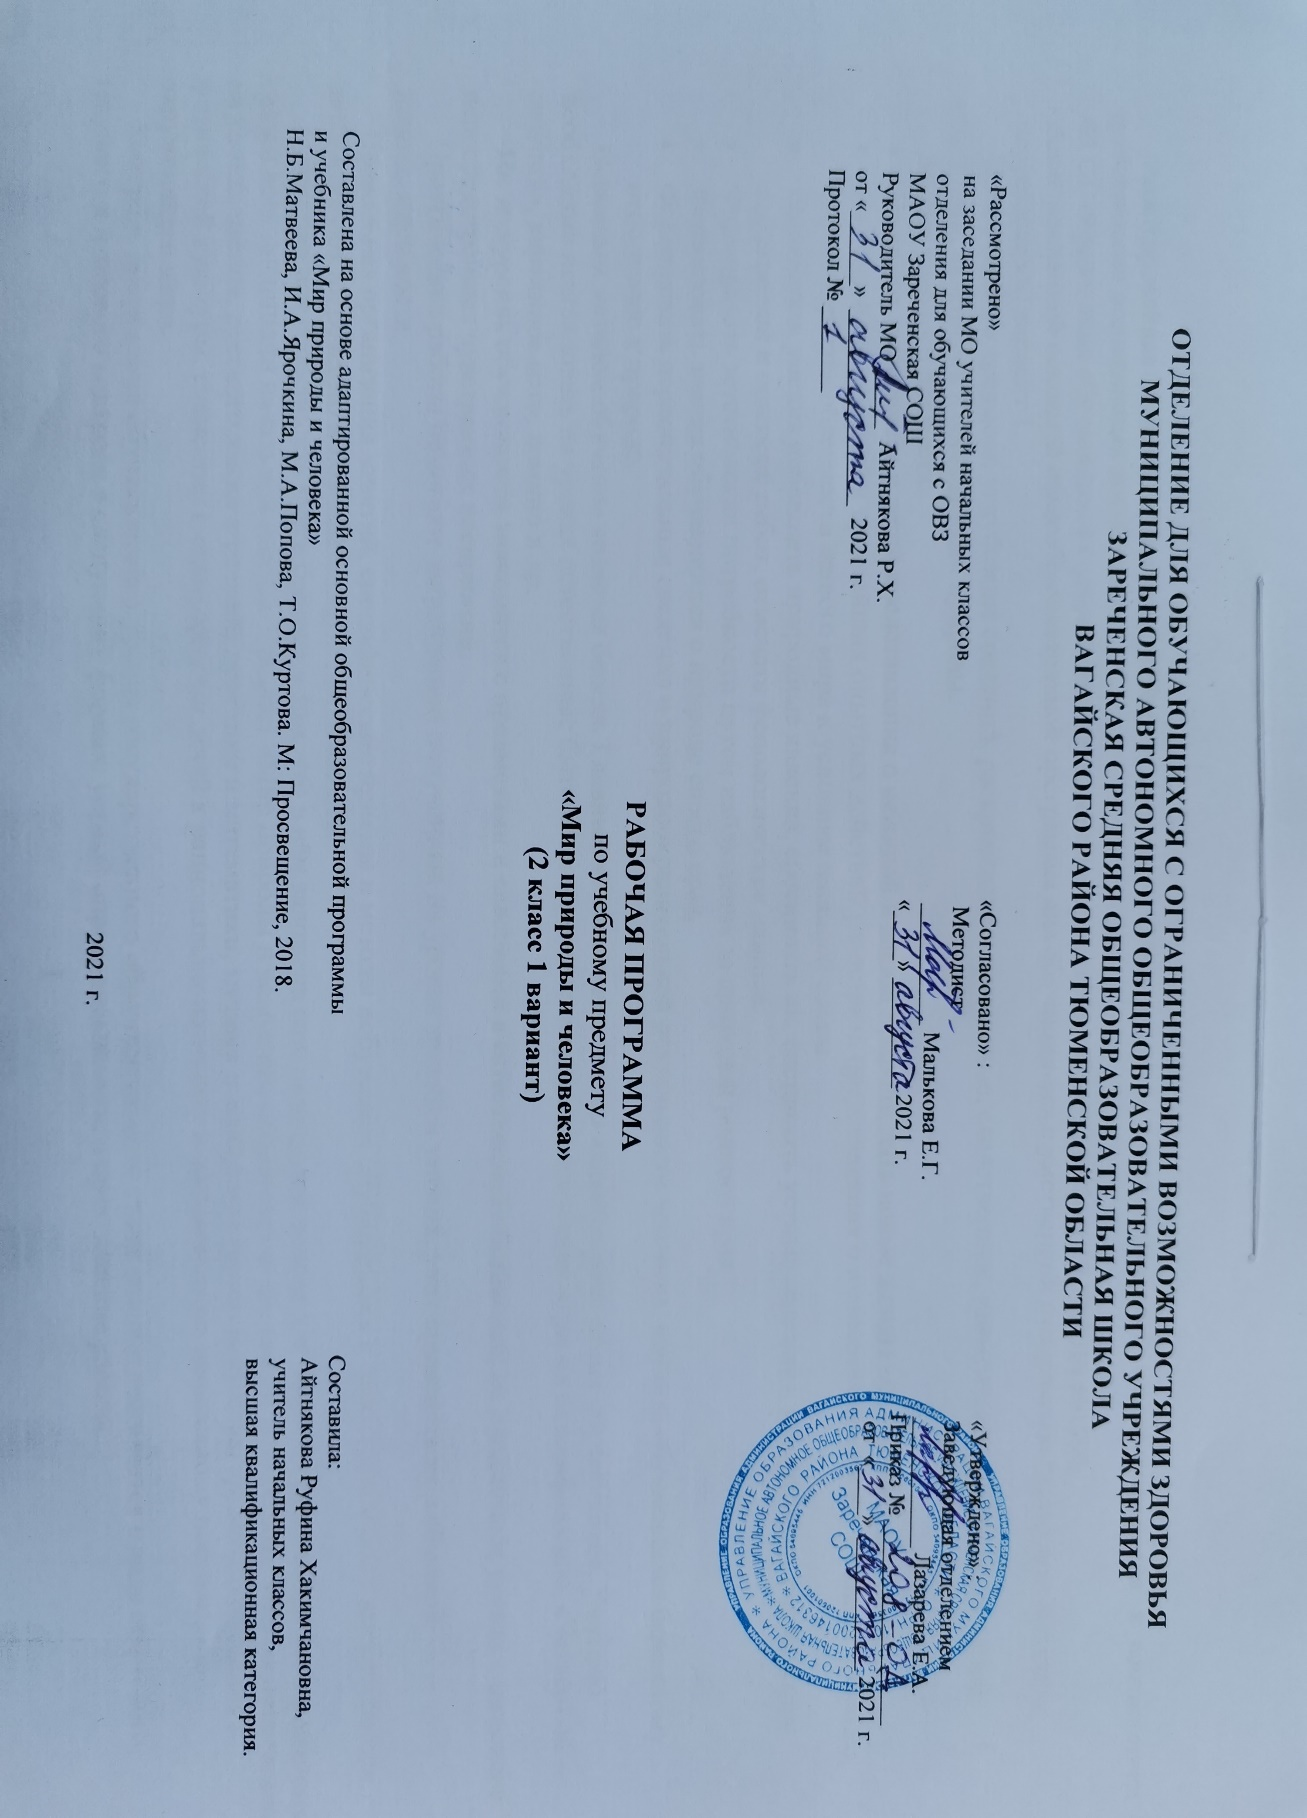 ОТДЕЛЕНИЕ ДЛЯ ОБУЧАЮЩИХСЯ С ОГРАНИЧЕННЫМИ ВОЗМОЖНОСТЯМИ ЗДОРОВЬЯ
МУНИЦИПАЛЬНОГО АВТОНОМНОГО ОБЩЕОБРАЗОВАТЕЛЬНОГО УЧРЕЖДЕНИЯ
ЗАРЕЧЕНСКАЯ СРЕДНЯЯ ОБЩЕОБРАЗОВАТЕЛЬНАЯ ШКОЛА
ВАГАЙСКОГО РАЙОНА ТЮМЕНСКОЙ ОБЛАСТИ
«Рассмотрено»
на заседании МО учителей начальных классов
отделения для обучающихся с ОВЗ
МАОУ Зареченская СОШ
Руководитель МО Айтнякова Р.Х.
от « 31 » августа 2021 г.
Протокол № 1
«Согласовано» :
Методист
Малькова Е.Г.
« 31 » августа 2021 г.
«Утверждено» :
Заведующая отделением
Лазарева Е.А.
Приказ №
от « 31 » августа 2021 г.
РАБОЧАЯ ПРОГРАММА
по учебному предмету
«Мир природы и человека»
(2 класс 1 вариант)
Составлена на основе адаптированной основной общеобразовательной программы
и учебника «Мир природы и человека»
Н.Б.Матвеева, И.А.Ярочкина, М.А.Попова, Т.О.Куртова. М: Просвещение, 2018.
Составила:
Айтнякова Руфина Хакимчановна,
учитель начальных классов,
высшая квалификационная категория.
2021 г.